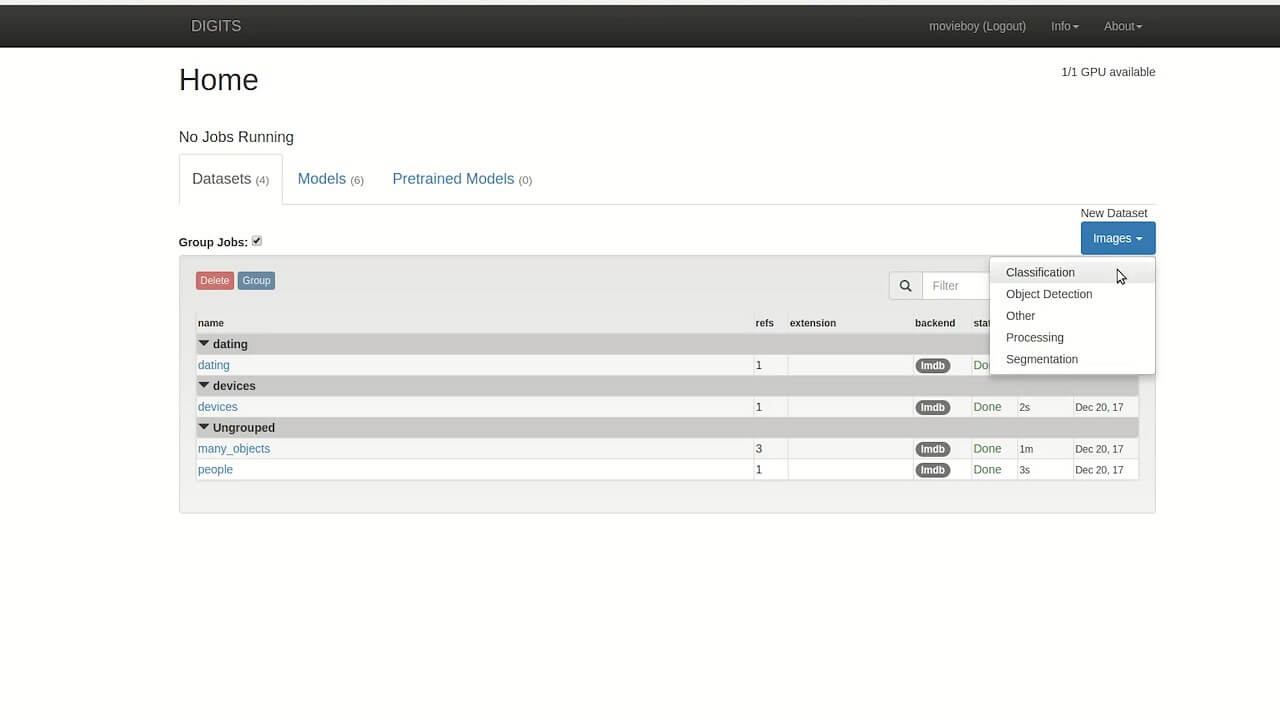 DIGITS movieboy (Logout) Info About
Home 1/1 GPU available
No Jobs Running
Datasets (4) Models (6) Pretrained Models (0)
New Dataset
Group Jobs: Images
Delete Group Filter
Classification
Object Detection
Other
Processing
Segmentation
name refs extension backend
dating
dating 1 lmdb
devices
devices 1 lmdb Done 2s Dec 20, 17
Ungrouped
many_objects 3 lmdb Done 1m Dec 20, 17
people 1 lmdb Done 3s Dec 20, 17